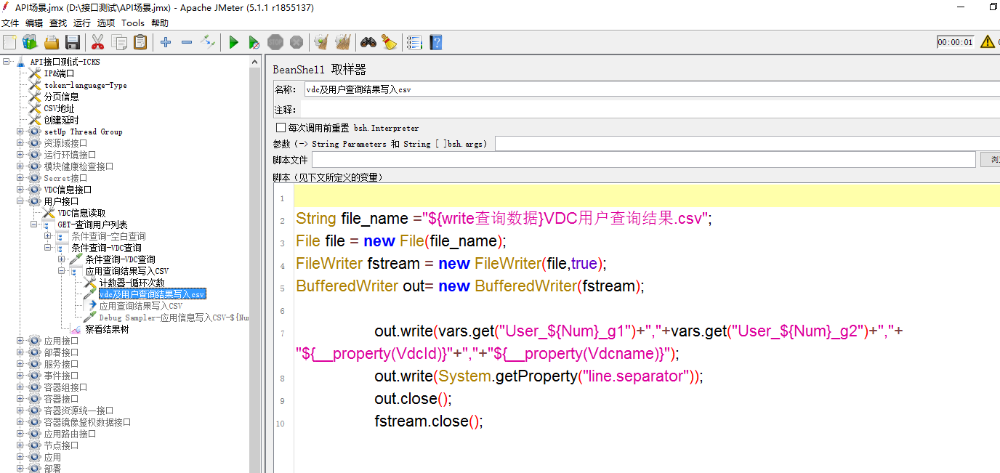 API场景.jmx (D:\接口测试\API场景.jmx) - Apache JMeter (5.1.1 r1855137)
文件 编辑 查找 运行 选项 Tools 帮助
STOP
00:00:01
API接口测试-ICKS
IP&端口
token-language-Type
分页信息
CSV地址
创建延时
setUp Thread Group
资源域接口
运行环境接口
模块健康检查接口
Secret接口
VDC信息接口
用户接口
VDC信息读取
GET-查询用户列表
条件查询-空白查询
条件查询-VDC查询
条件查询-VDC查询
应用查询结果写入CSV
计数器-循环次数
vdc及用户查询结果写入csv
应用查询结果写入CSV
Debug Sampler-应用信息写入CSV-${Num
察看结果树
应用接口
部署接口
服务接口
事件接口
容器组接口
容器接口
容器资源统一接口
容器镜像鉴权数据接口
应用路由接口
节点接口
应用
部署
BeanShell 取样器
名称: vdc及用户查询结果写入csv
注释:
每次调用前重置 bsh.Interpreter
参数 (-> String Parameters 和 String [ ]bsh.args)
脚本文件
浏
脚本 (见下文所定义的变量)
1
2 String file_name ="${write查询数据}VDC用户查询结果.csv";
3 File file = new File(file_name);
4 FileWriter fstream = new FileWriter(file,true);
5 BufferedWriter out= new BufferedWriter(fstream);
6
7 out.write(vars.get("User_${Num}_g1")+","+vars.get("User_${Num}_g2")+","+
"${__property(VdcId)}"+","+"${__property(Vdcname)}");
8 out.write(System.getProperty("line.separator"));
9 out.close();
10 fstream.close();